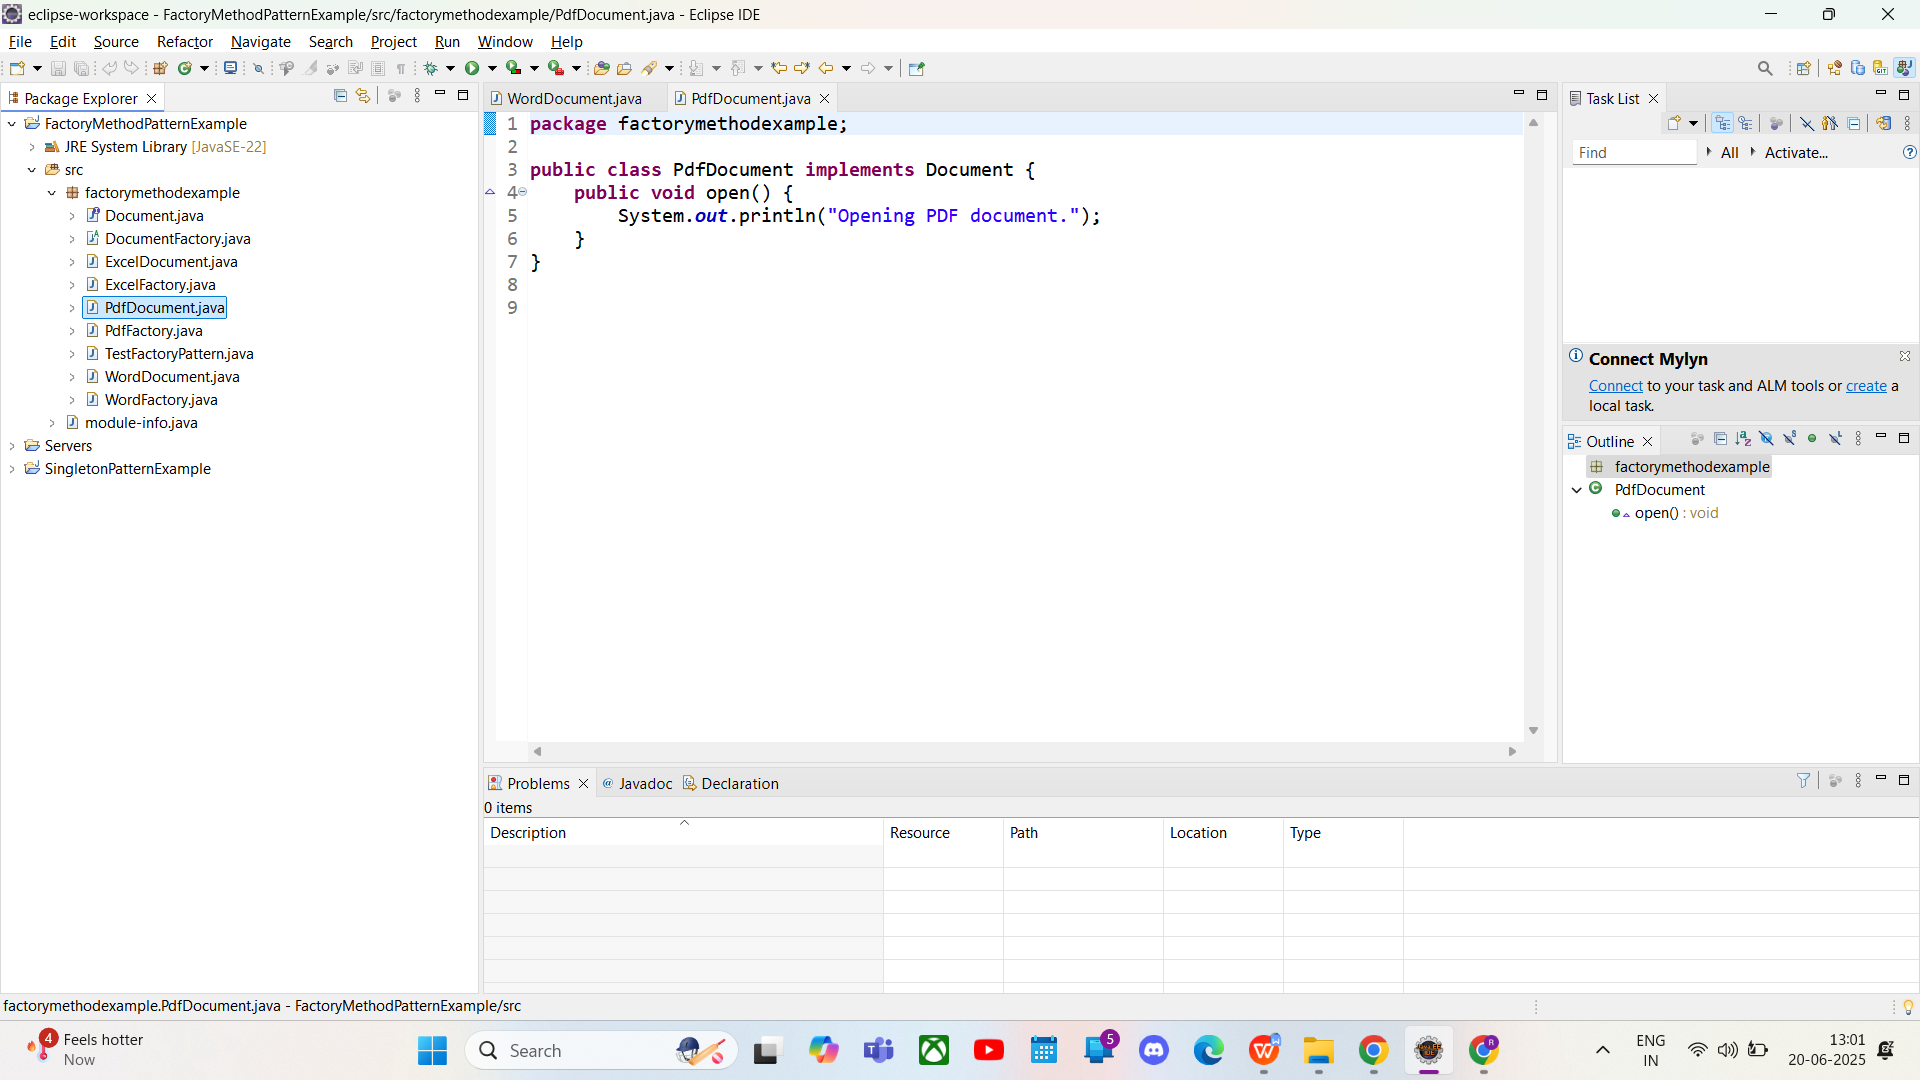 eclipse-workspace - FactoryMethodPatternExample/src/factorymethodexample/PdfDocument.java - Eclipse IDE
File Edit Source Refactor Navigate Search Project Run Window Help
Package Explorer
FactoryMethodPatternExample
JRE System Library [JavaSE-22]
src
factorymethodexample
Document.java
DocumentFactory.java
ExcelDocument.java
ExcelFactory.java
PdfDocument.java
PdfFactory.java
TestFactoryPattern.java
WordDocument.java
WordFactory.java
module-info.java
Servers
SingletonPatternExample
WordDocument.java PdfDocument.java
1 package factorymethodexample;
2
3 public class PdfDocument implements Document {
4     public void open() {
5         System.out.println("Opening PDF document.");
6     }
7 }
8
9
Task List
Find All Activate...
Connect Mylyn
Connect to your task and ALM tools or create a
local task.
Outline
factorymethodexample
PdfDocument
open() : void
Problems Javadoc Declaration
0 items
Description Resource Path Location Type
factorymethodexample.PdfDocument.java - FactoryMethodPatternExample/src
4
Feels hotter
Now
Search
5
ENG
IN
13:01
20-06-2025